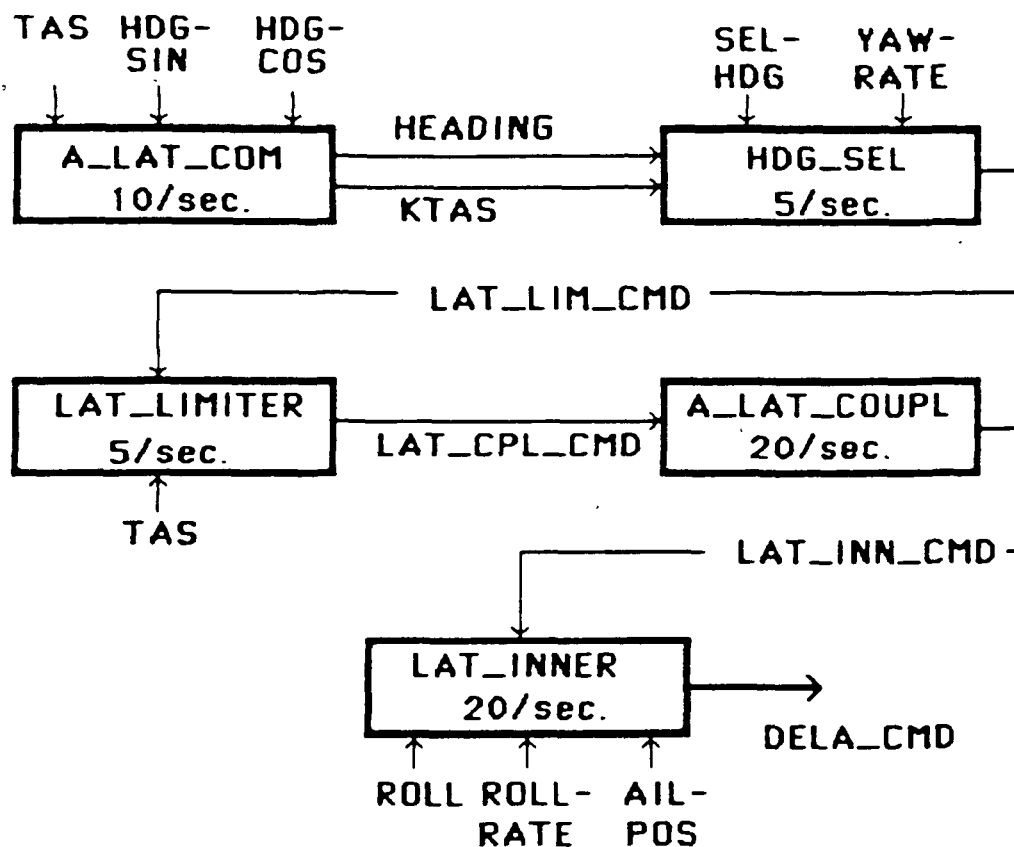 TAS HDG- HDG-
SIN COS
SEL- YAW-
HDG RATE
A_LAT_COM
10/sec.
HEADING
KTAS
HDG_SEL
5/sec.
LAT_LIM_CMD
LAT_LIMITER
5/sec.
LAT_CPL_CMD
A_LAT_COUPL
20/sec.
TAS
LAT_INN_CMD
LAT_INNER
20/sec.
DELA_CMD
ROLL ROLL- AIL-
RATE POS